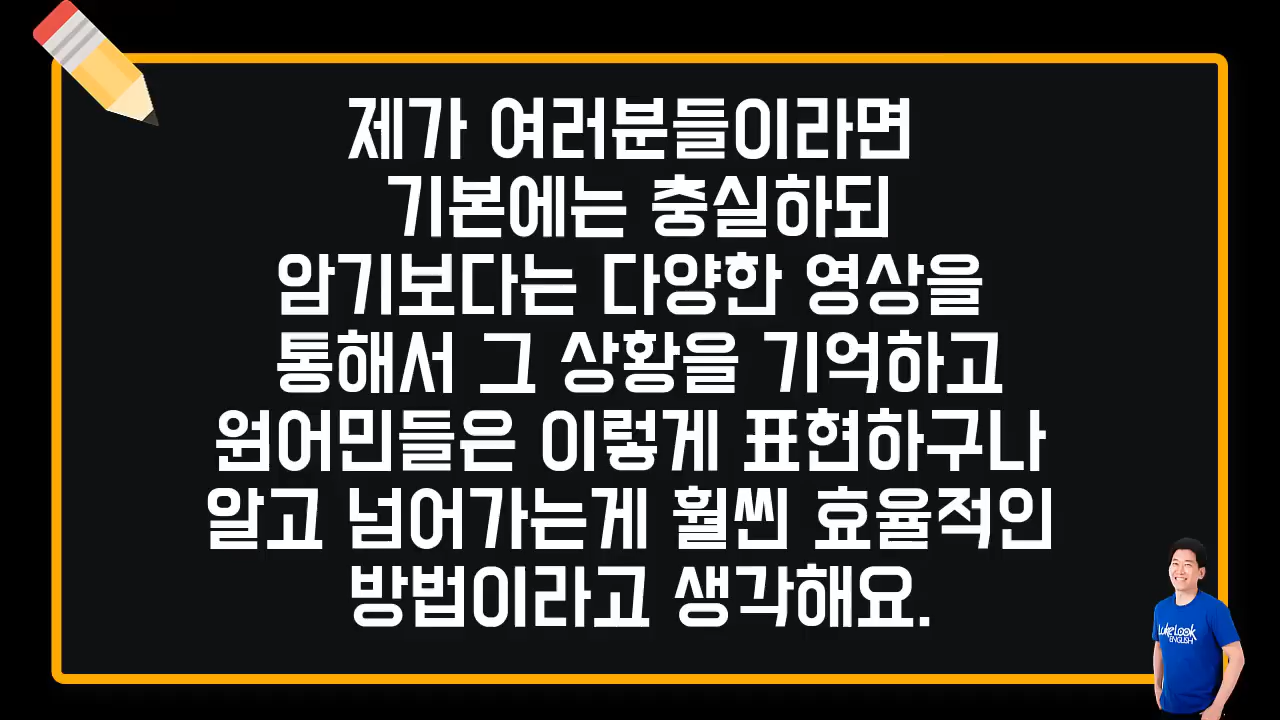 제가 여러분들이라면
기본에는 충실하되
암기보다는 다양한 영상을
통해서 그 상황을 기억하고
원어민들은 이렇게 표현하구나
알고 넘어가는게 훨씬 효율적인
방법이라고 생각해요.
LukeLook
ENGLISH